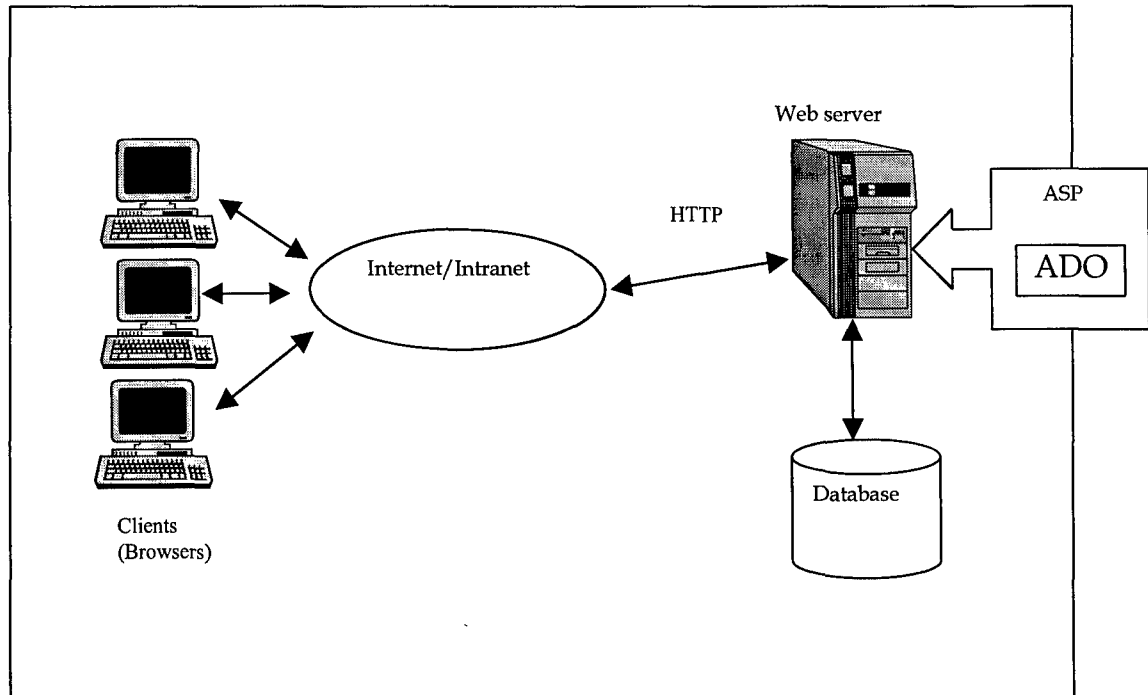 Web server
ASP
HTTP
ADO
Internet/Intranet
Database
Clients
(Browsers)